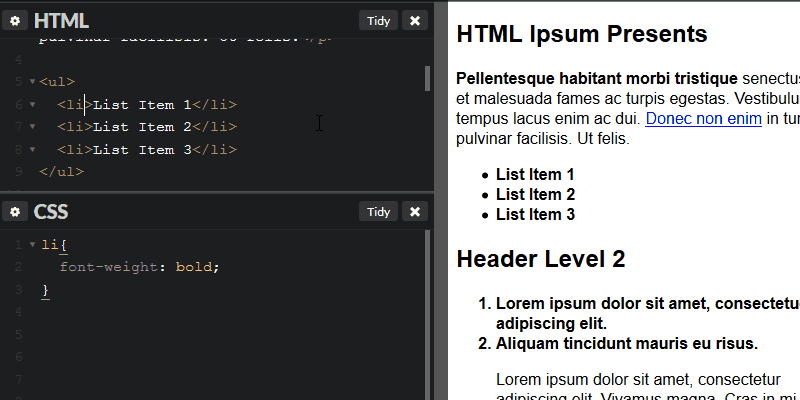 HTML
Tidy
pulvinar facilisis. Ut felis.</p>
4
5 <ul>
6 <li>List Item 1</li>
7 <li>List Item 2</li>
8 <li>List Item 3</li>
9 </ul>
CSS
Tidy
1 li{
2 font-weight: bold;
3 }
4
5
6
7
HTML Ipsum Presents
Pellentesque habitant morbi tristique senectus
et malesuada fames ac turpis egestas. Vestibulu
tempus lacus enim ac dui. Donec non enim in tur
pulvinar facilisis. Ut felis.
• List Item 1
• List Item 2
• List Item 3
Header Level 2
1. Lorem ipsum dolor sit amet, consectetu
adipiscing elit.
2. Aliquam tincidunt mauris eu risus.
Lorem ipsum dolor sit amet, consectetur
adipiscing elit. Vivamus magna. Cras in mi